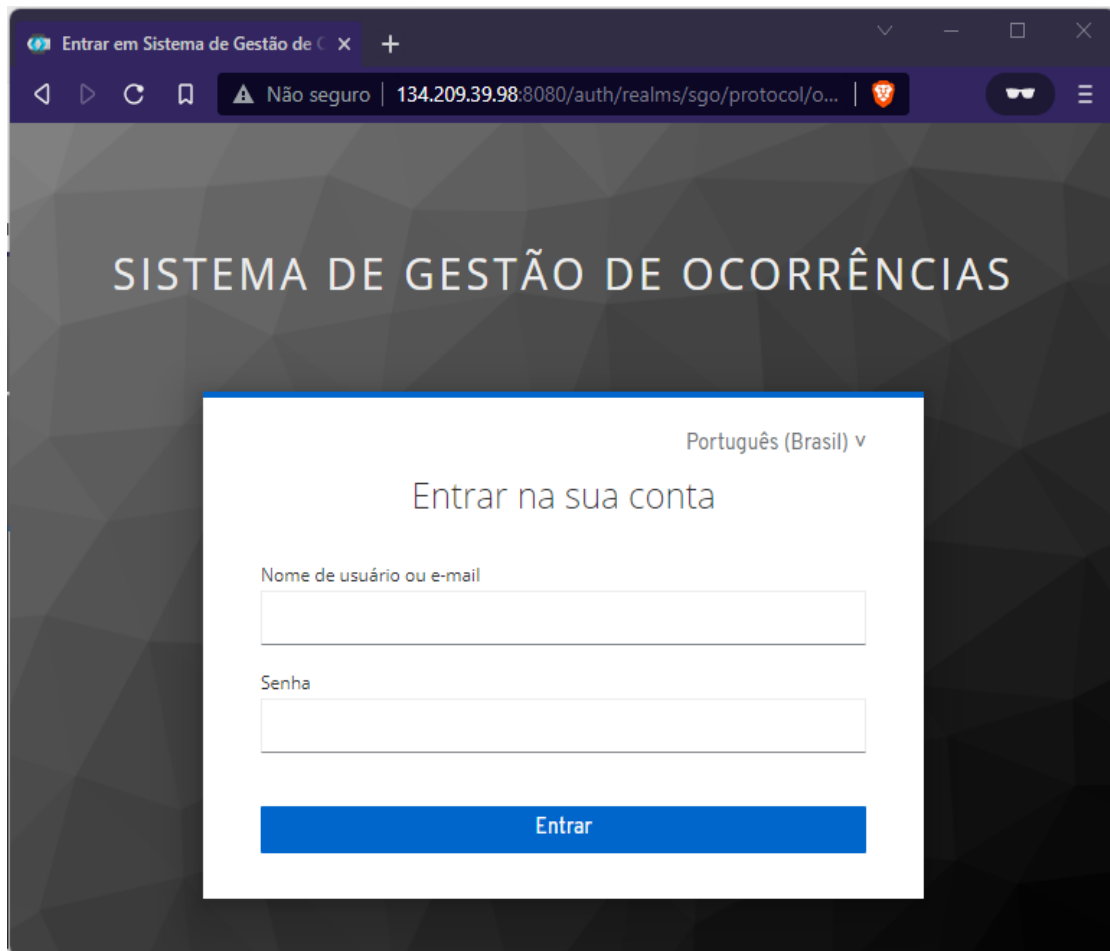 Entrar em Sistema de Gestão de
Não seguro | 134.209.39.98:8080/auth/realms/sgo/protocol/o...
SISTEMA DE GESTÃO DE OCORRÊNCIAS
Português (Brasil)
Entrar na sua conta
Nome de usuário ou e-mail
Senha
Entrar